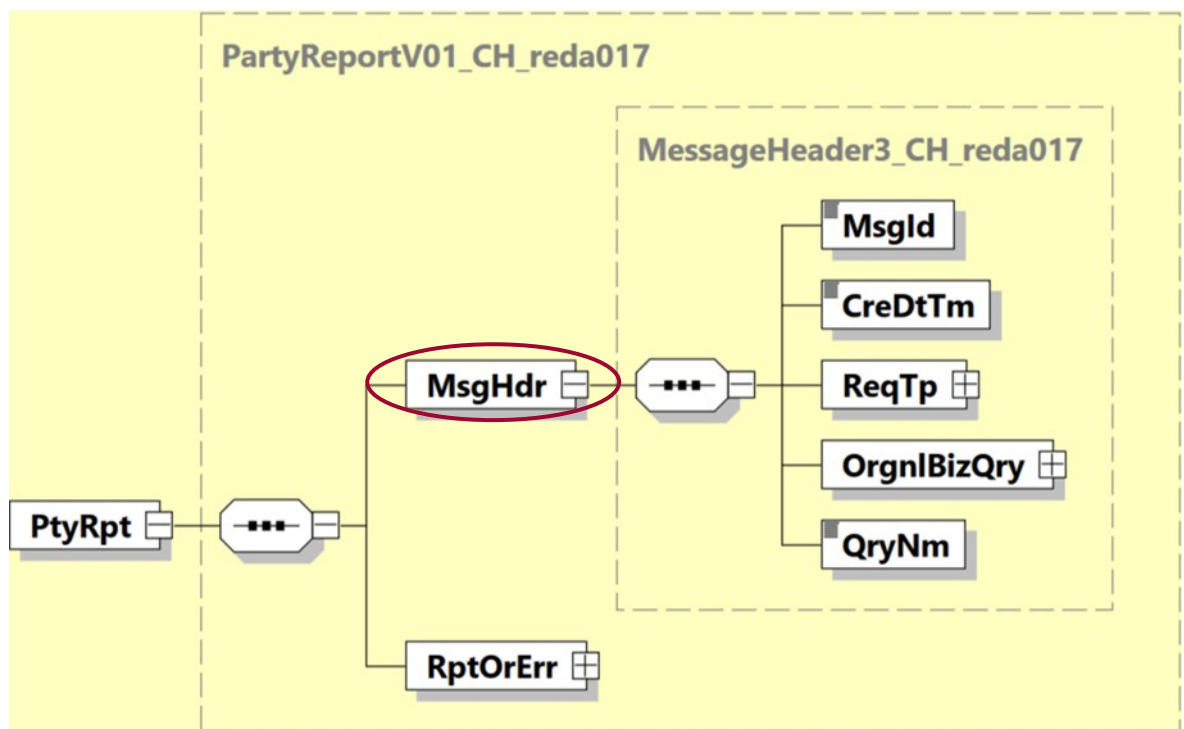 PartyReportV01_CH_reda017
MessageHeader3_CH_reda017
MsgId
CreDtTm
MsgHdr
ReqTp
OrgnlBizQry
PtyRpt
QryNm
RptOrErr